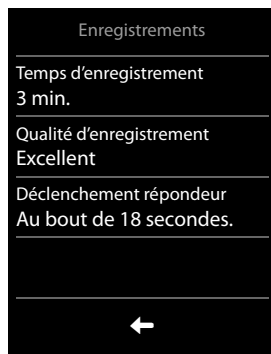 Enregistrements
Temps d’enregistrement
3 min.
Qualité d’enregistrement
Excellent
Déclenchement répondeur
Au bout de 18 secondes.